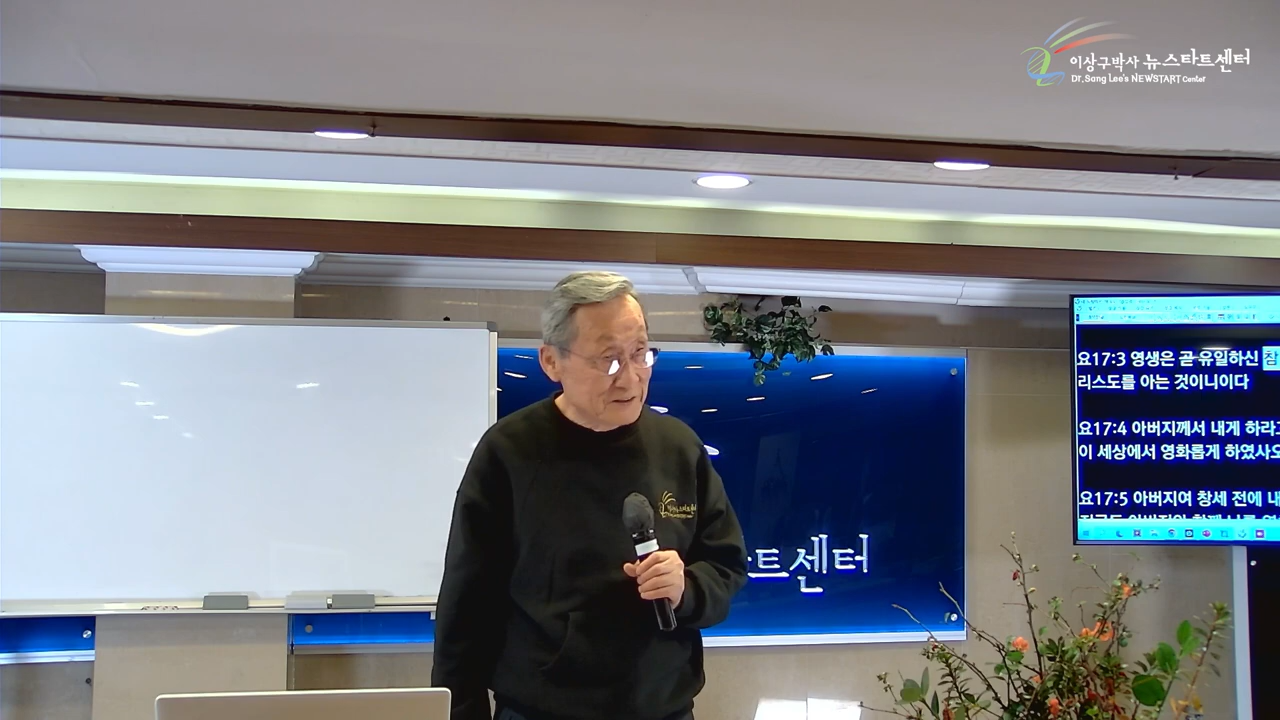 이상구박사 뉴스타트센터
Dr. Sang Lee's NEWSTART Center
요17:3 영생은 곧 유일하신 참
리스도를 아는 것이니이다
요17:4 아버지께서 내게 하라고
이 세상에서 영화롭게 하였사오
요17:5 아버지여 창세 전에 내
타트센터